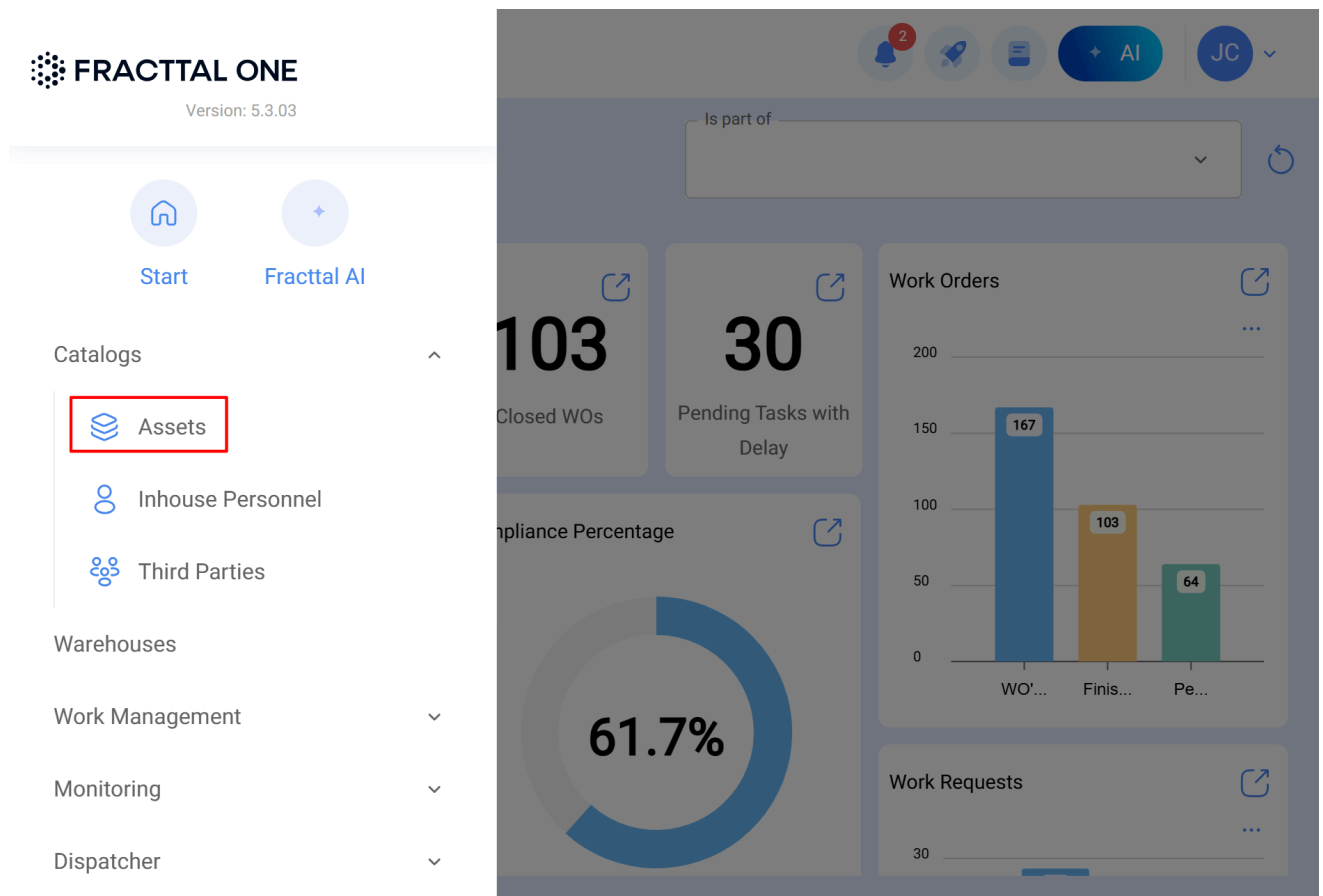 FRACTTAL ONE
Version: 5.3.03
Start
Fracttal AI
Catalogs
Assets
Inhouse Personnel
Third Parties
Warehouses
Work Management
Monitoring
Dispatcher
2
AI
JC
Is part of
103
Closed WOs
30
Pending Tasks with
Delay
Work Orders
200
150
100
50
0
167
103
64
WO'...
Finis...
Pe...
mpliance Percentage
61.7%
Work Requests
30